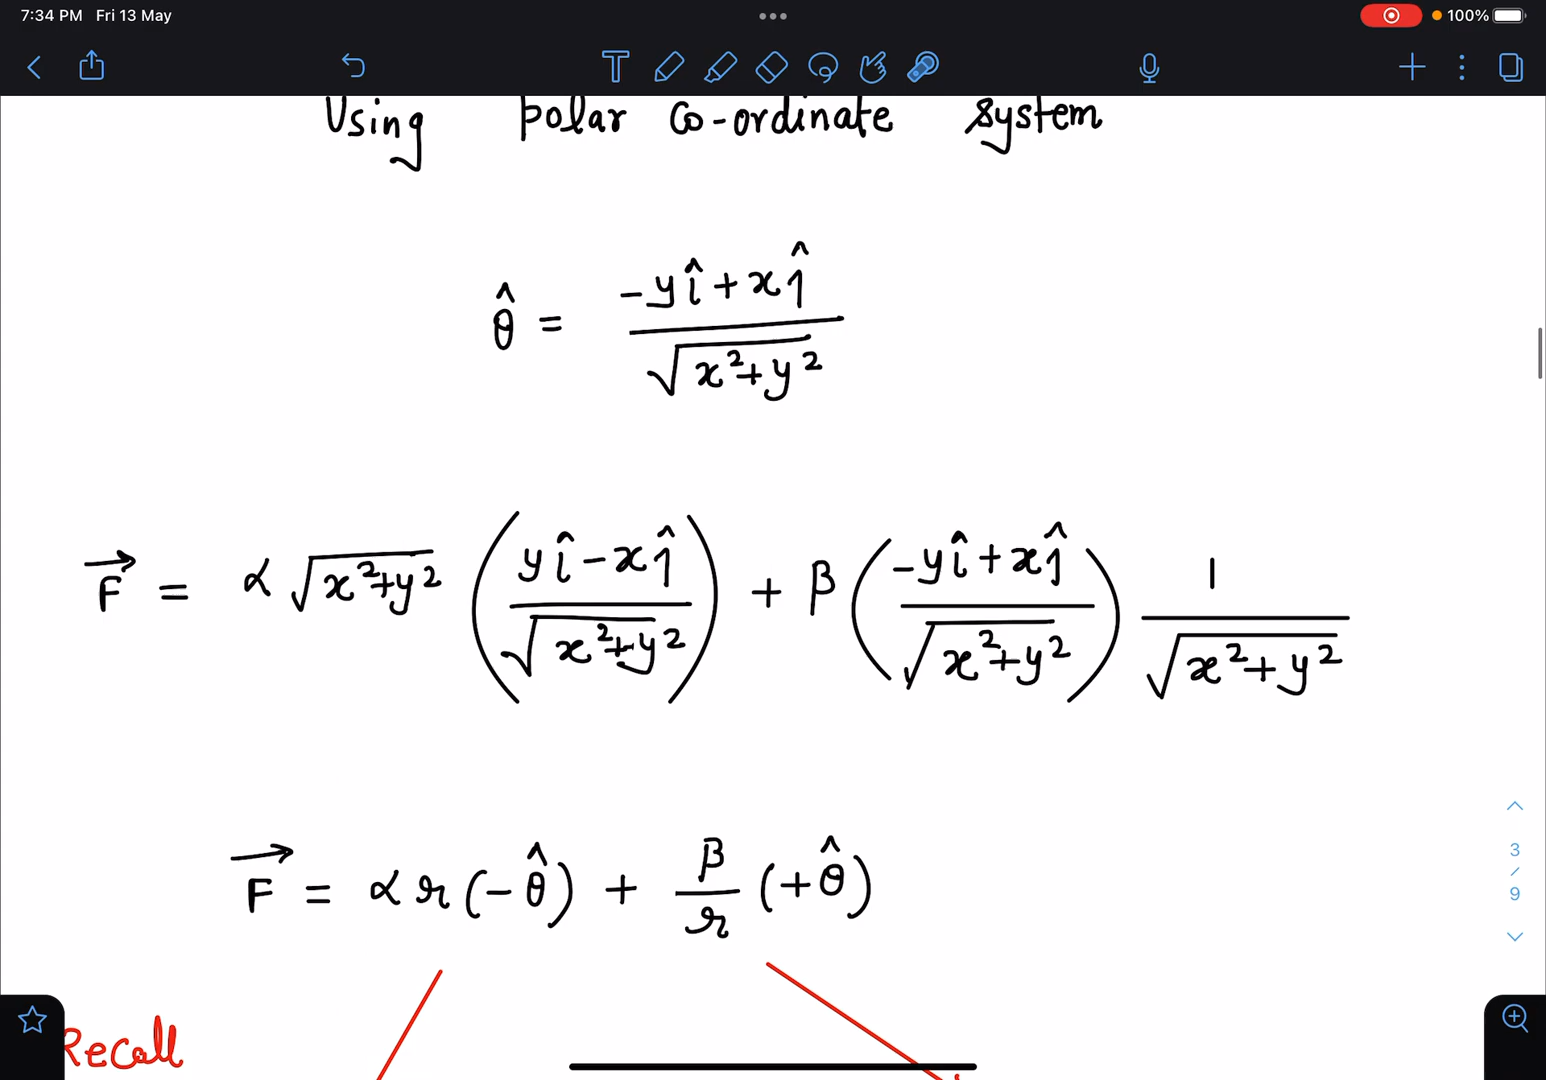 7:34 PM Fri 13 May
100%
Using polar co-ordinate system
θ̂ = (-yî + xĵ) / √(x²+y²)
F⃗ = α √(x²+y²) ( (yî - xĵ) / √(x²+y²) ) + β ( (-yî + xĵ) / √(x²+y²) ) 1 / √(x²+y²)
F⃗ = α r (-θ̂) + β / r (+θ̂)
3 / 9
Recall